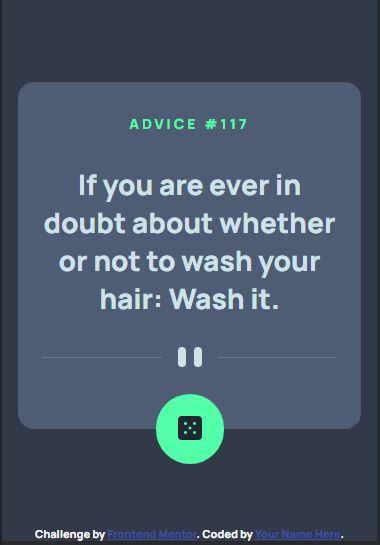 ADVICE #117
If you are ever in
doubt about whether
or not to wash your
hair: Wash it.
Challenge by Frontend Mentor. Coded by Your Name Here.